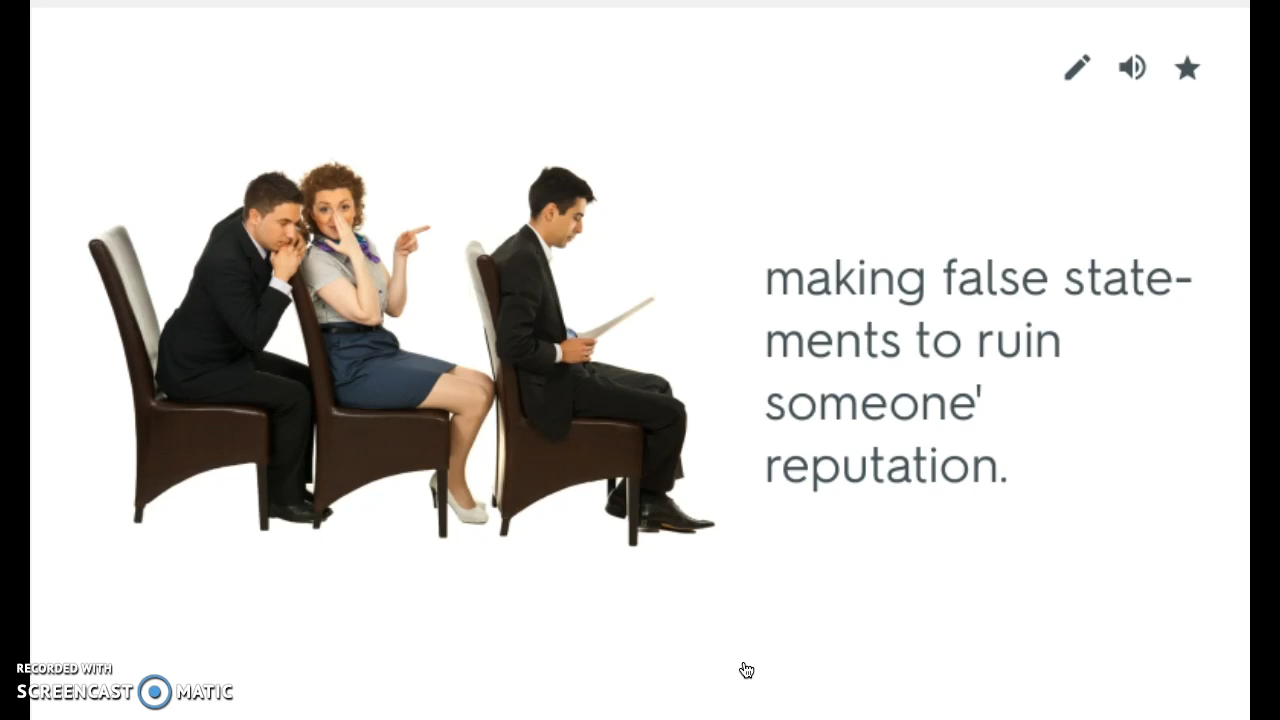 making false state-
ments to ruin
someone'
reputation.
RECORDED WITH
SCREENCAST MATIC